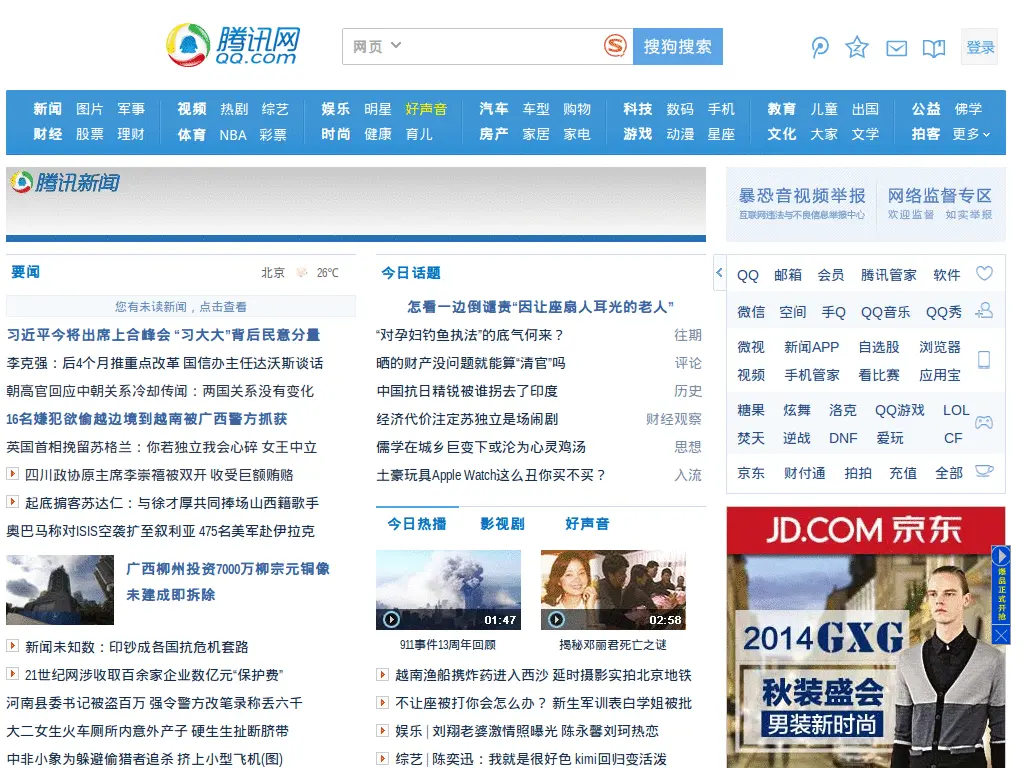 腾讯网
QQ.com
网页 搜狗搜索 登录
新闻 图片 军事 视频 热剧 综艺 娱乐 明星 好声音 汽车 车型 购物 科技 数码 手机 教育 儿童 出国 公益 佛学
财经 股票 理财 体育 NBA 彩票 时尚 健康 育儿 房产 家居 家电 游戏 动漫 星座 文化 大家 文学 拍客 更多
腾讯新闻
暴恐音视频举报 网络监督专区
互联网违法与不良信息举报中心 欢迎监督 如实举报
要闻 北京 26℃
您有未读新闻，点击查看
习近平今将出席上合峰会 “习大大”背后民意分量
李克强：后4个月推重点改革 国信办主任达沃斯谈话
朝高官回应中朝关系冷却传闻：两国关系没有变化
16名嫌犯欲偷越边境到越南被广西警方抓获
英国首相挽留苏格兰：你若独立我会心碎 女王中立
四川政协原主席李崇禧被双开 收受巨额贿赂
起底掮客苏达仁：与徐才厚共同捧场山西籍歌手
奥巴马称对ISIS空袭扩至叙利亚 475名美军赴伊拉克
广西柳州投资7000万柳宗元铜像
未建成即拆除
新闻未知数：印钞成各国抗危机套路
21世纪网涉收取百余家企业数亿元“保护费”
河南县委书记被盗百万 强令警方改笔录称丢六千
大二女生火车厕所内意外产子 硬生生扯断脐带
中非小象为躲避偷猎者追杀 挤上小型飞机(图)
今日话题
怎看一边倒谴责“因让座扇人耳光的老人”
“对孕妇钓鱼执法”的底气何来？ 往期
晒的财产没问题就能算“清官”吗 评论
中国抗日精锐被谁拐去了印度 历史
经济代价注定苏独立是场闹剧 财经观察
儒学在城乡巨变下或沦为心灵鸡汤 思想
土豪玩具Apple Watch这么丑你买不买？ 入流
今日热播 影视剧 好声音
01:47 02:58
911事件13周年回顾 揭秘邓丽君死亡之谜
越南渔船携炸药进入西沙 延时摄影实拍北京地铁
不让座被打你会怎么办？ 新生军训表白学姐被批
娱乐 | 刘翔老婆激情照曝光 陈永馨刘珂热恋
综艺 | 陈奕迅：我就是很好色 kimi回归变活泼
QQ 邮箱 会员 腾讯管家 软件
微信 空间 手Q QQ音乐 QQ秀
微视 新闻APP 自选股 浏览器
视频 手机管家 看比赛 应用宝
糖果 炫舞 洛克 QQ游戏 LOL
焚天 逆战 DNF 爱玩 CF
京东 财付通 拍拍 充值 全部
JD.COM 京东
2014 GXG
秋装盛会
男装新时尚
爆品正式开抢